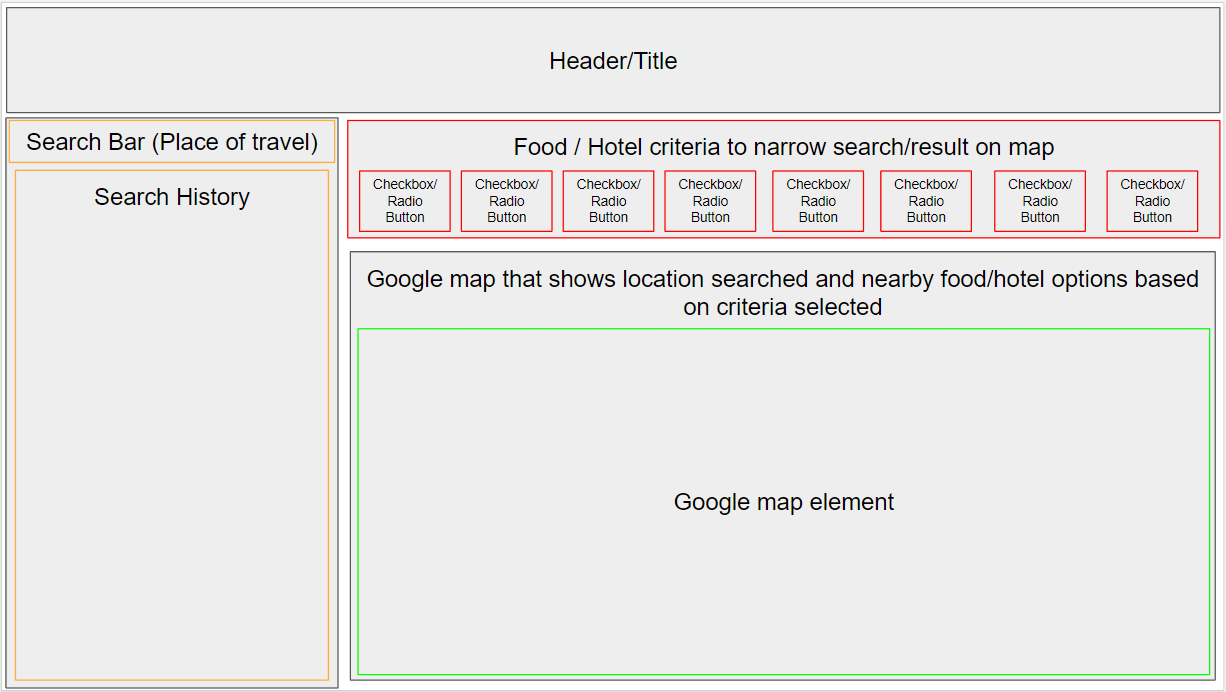 Header/Title
Search Bar (Place of travel)
Search History
Food / Hotel criteria to narrow search/result on map
Checkbox/
Radio
Button
Checkbox/
Radio
Button
Checkbox/
Radio
Button
Checkbox/
Radio
Button
Checkbox/
Radio
Button
Checkbox/
Radio
Button
Checkbox/
Radio
Button
Checkbox/
Radio
Button
Google map that shows location searched and nearby food/hotel options based
on criteria selected
Google map element